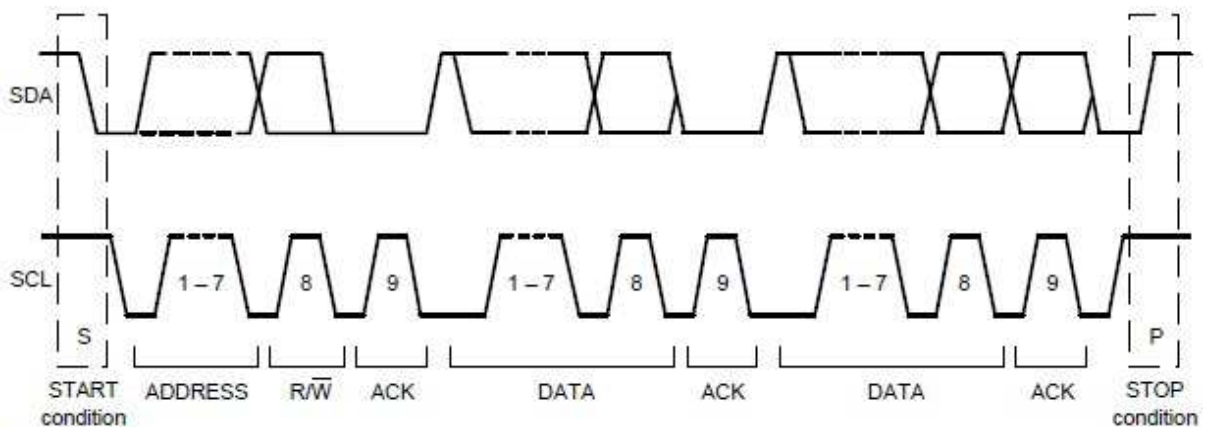 SDA
SCL
1 – 7 8 9 1 – 7 8 9 1 – 7 8 9
S P
START condition ADDRESS R/W̅ ACK DATA ACK DATA ACK STOP condition